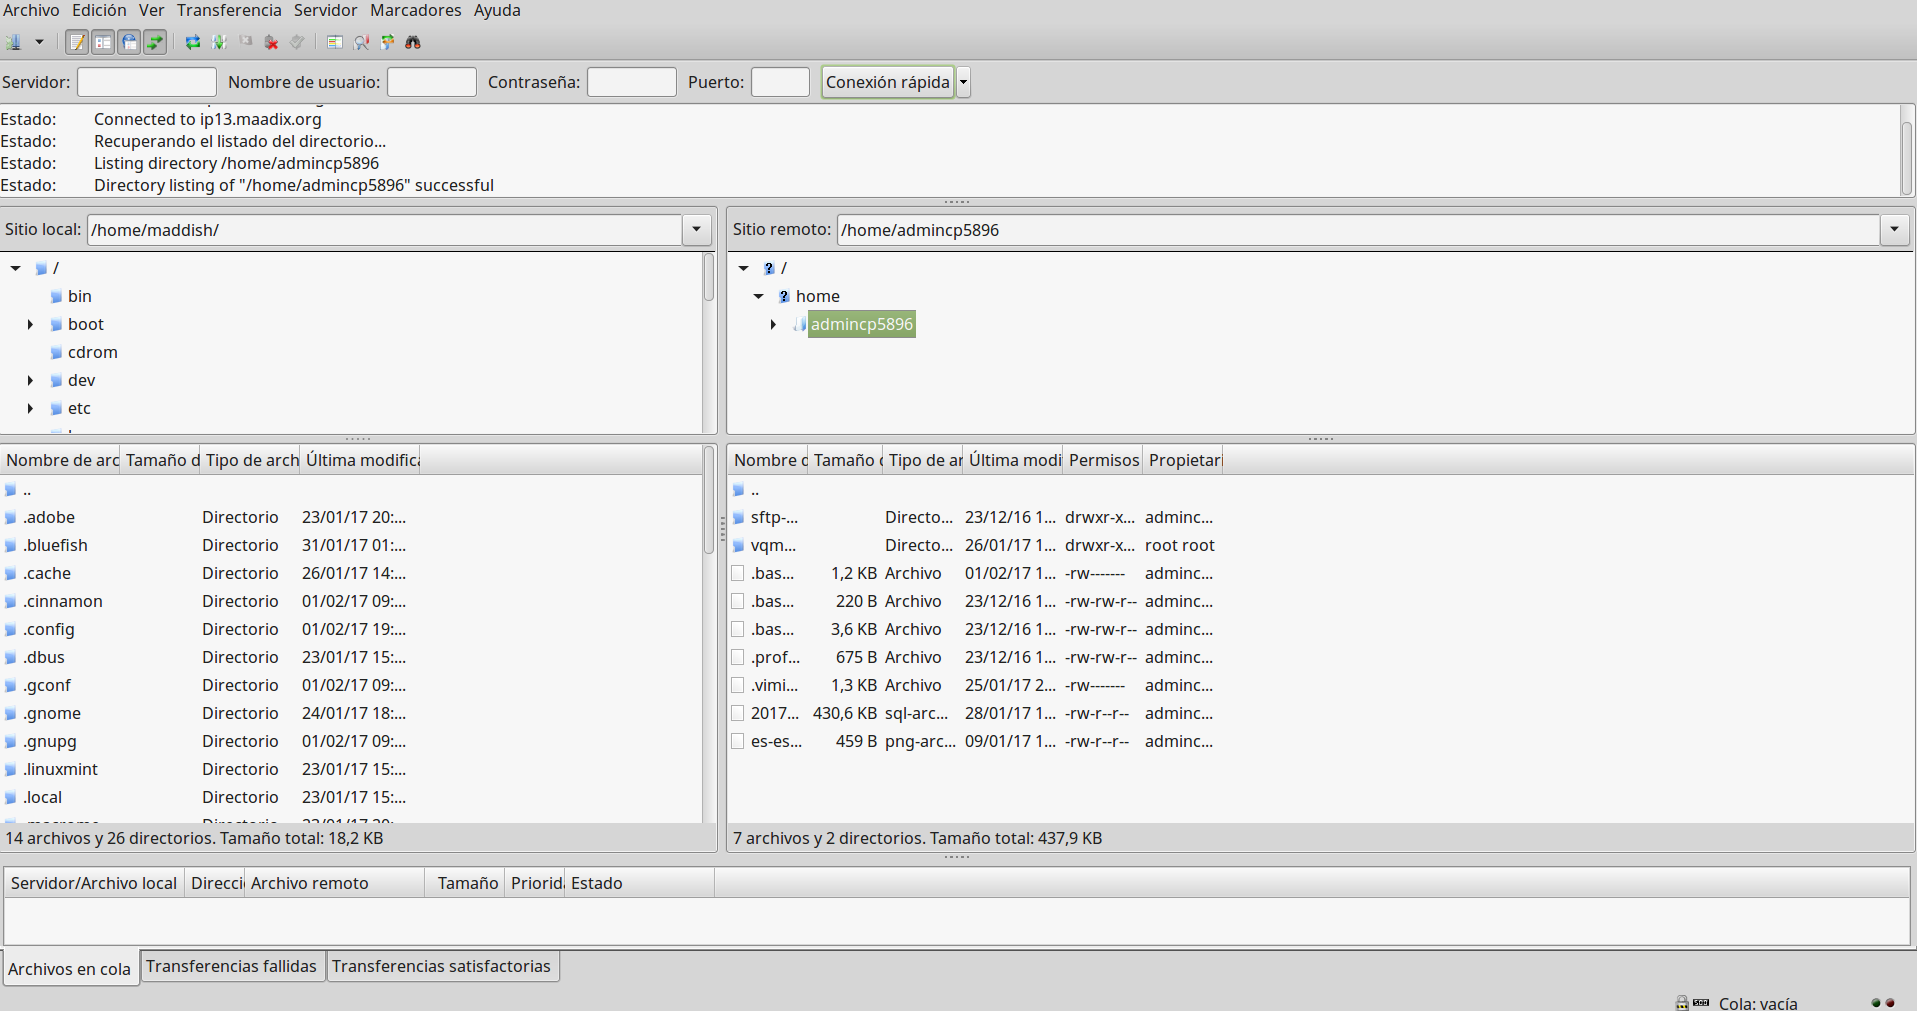 Archivo Edición Ver Transferencia Servidor Marcadores Ayuda
Servidor: Nombre de usuario: Contraseña: Puerto: Conexión rápida
Estado: Connected to ip13.maadix.org
Estado: Recuperando el listado del directorio...
Estado: Listing directory /home/admincp5896
Estado: Directory listing of "/home/admincp5896" successful
Sitio local: /home/maddish/
/
bin
boot
cdrom
dev
etc
Sitio remoto: /home/admincp5896
/
home
admincp5896
Nombre de arc Tamaño d Tipo de arch Última modifica
..
.adobe Directorio 23/01/17 20:...
.bluefish Directorio 31/01/17 01:...
.cache Directorio 26/01/17 14:...
.cinnamon Directorio 01/02/17 09:...
.config Directorio 01/02/17 19:...
.dbus Directorio 23/01/17 15:...
.gconf Directorio 01/02/17 09:...
.gnome Directorio 24/01/17 18:...
.gnupg Directorio 01/02/17 09:...
.linuxmint Directorio 23/01/17 15:...
.local Directorio 23/01/17 15:...
14 archivos y 26 directorios. Tamaño total: 18,2 KB
Nombre d Tamaño d Tipo de ar Última modi Permisos Propietari
..
sftp-... Directo... 23/12/16 1... drwxr-x... adminc...
vqm... Directo... 26/01/17 1... drwxr-x... root root
.bas... 1,2 KB Archivo 01/02/17 1... -rw------- adminc...
.bas... 220 B Archivo 23/12/16 1... -rw-rw-r-- adminc...
.bas... 3,6 KB Archivo 23/12/16 1... -rw-rw-r-- adminc...
.prof... 675 B Archivo 23/12/16 1... -rw-rw-r-- adminc...
.vimi... 1,3 KB Archivo 25/01/17 2... -rw------- adminc...
2017... 430,6 KB sql-arc... 28/01/17 1... -rw-r--r-- adminc...
es-es... 459 B png-arc... 09/01/17 1... -rw-r--r-- adminc...
7 archivos y 2 directorios. Tamaño total: 437,9 KB
Servidor/Archivo local Direcci Archivo remoto Tamaño Priorida Estado
Archivos en cola Transferencias fallidas Transferencias satisfactorias
Cola: vacía